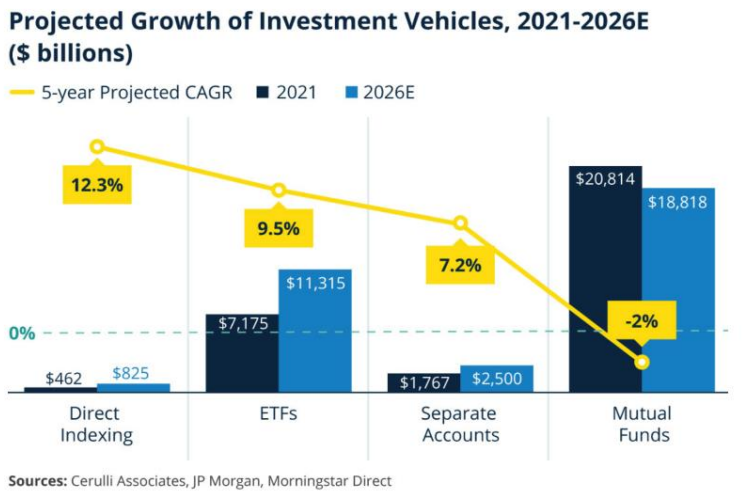 Projected Growth of Investment Vehicles, 2021-2026E
($ billions)
5-year Projected CAGR 2021 2026E
12.3%
9.5%
7.2%
-2%
$20,814
$18,818
$11,315
$7,175
0%
$462
$825
$1,767
$2,500
Direct
Indexing
ETFs
Separate
Accounts
Mutual
Funds
Sources: Cerulli Associates, JP Morgan, Morningstar Direct